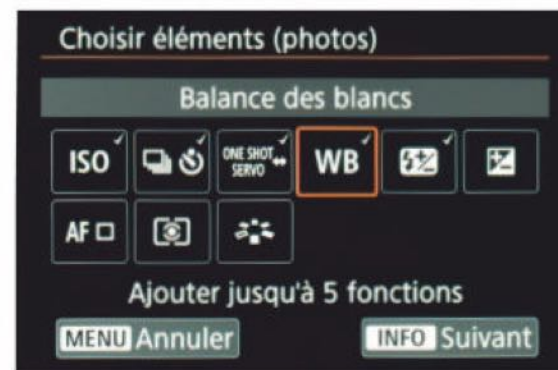 Choisir éléments (photos)
Balance des blancs
ISO ONE SHOT WB
SERVO
AF
Ajouter jusqu'à 5 fonctions
MENU Annuler INFO Suivant